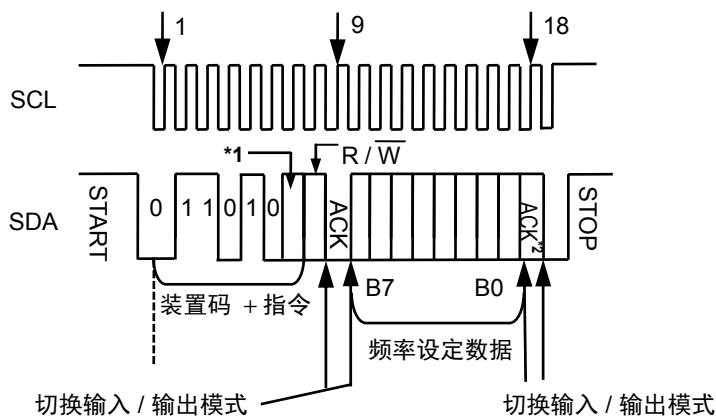 1 9 18
SCL
*1 R / W
SDA START 0 1 1 0 1 0 ACK ACK*2 STOP
B7 B0
装置码 + 指令
频率设定数据
切换输入 / 输出模式 切换输入 / 输出模式